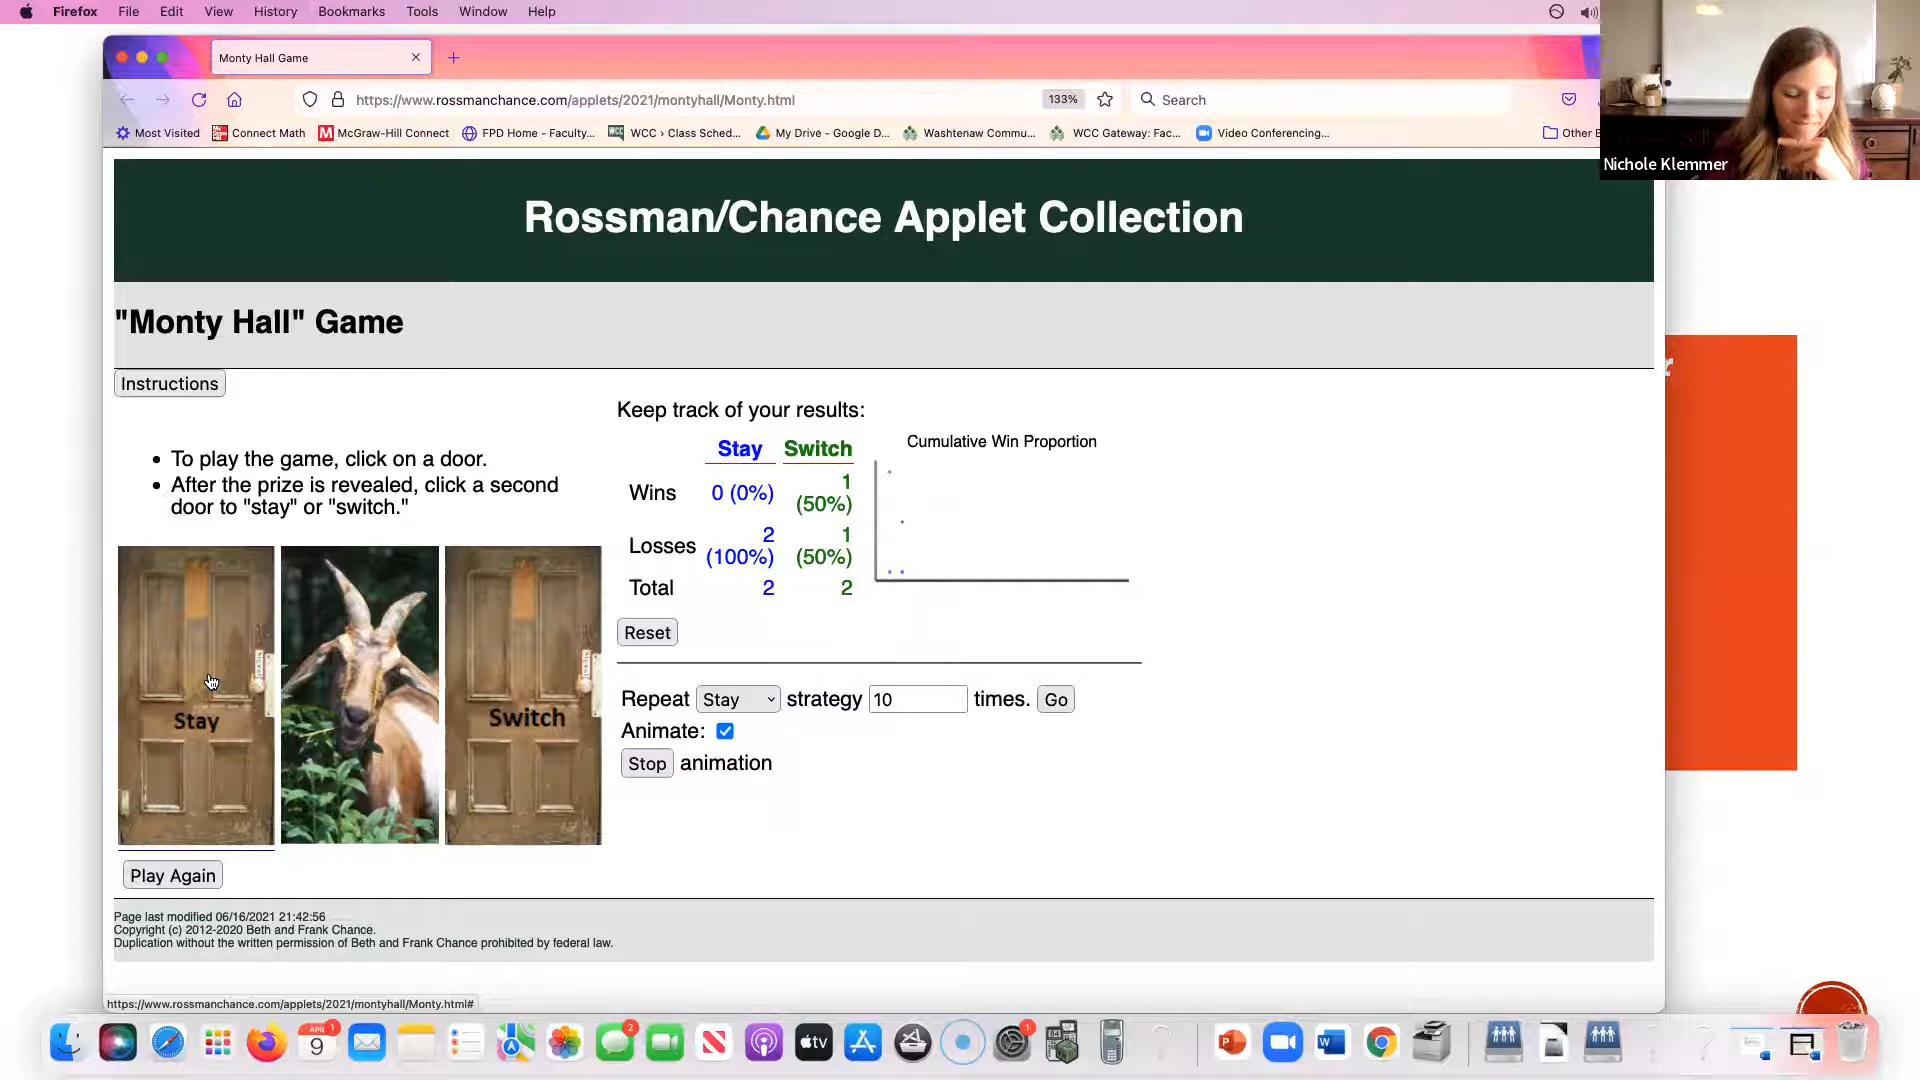 Firefox File Edit View History Bookmarks Tools Window Help
Nichole Klemmer
Monty Hall Game
https://www.rossmanchance.com/applets/2021/montyhall/Monty.html 133% Search
Most Visited Connect Math McGraw-Hill Connect FPD Home - Faculty... WCC › Class Sched... My Drive - Google D... Washtenaw Commu... WCC Gateway: Fac... Video Conferencing... Other
Rossman/Chance Applet Collection
"Monty Hall" Game
Instructions
• To play the game, click on a door.
• After the prize is revealed, click a second
door to "stay" or "switch."
Stay
Switch
Play Again
Keep track of your results:
Stay Switch
Wins 0 (0%) 1 (50%)
Losses 2 (100%) 1 (50%)
Total 2 2
Cumulative Win Proportion
Reset
Repeat Stay strategy 10 times. Go
Animate:
Stop animation
Page last modified 06/16/2021 21:42:56
Copyright (c) 2012-2020 Beth and Frank Chance.
Duplication without the written permission of Beth and Frank Chance prohibited by federal law.
https://www.rossmanchance.com/applets/2021/montyhall/Monty.html#
APR 1 9 2 tv 1 P W